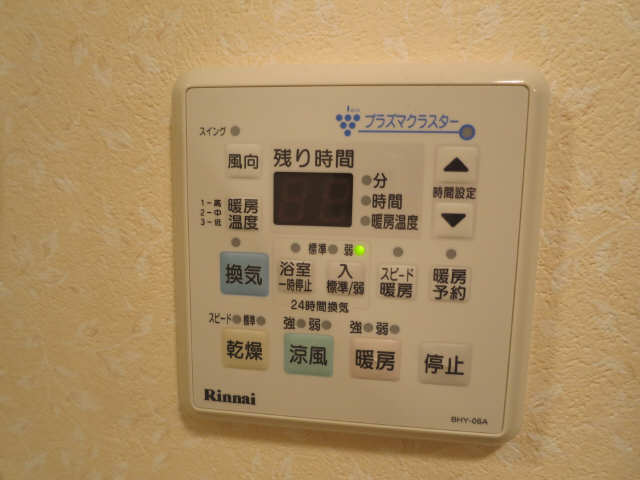 プラズマクラスター
スイング
風向
残り時間
分
時間
暖房温度
時間設定
1-高
2-中
3-低
暖房
温度
標準 弱
換気
浴室
一時停止
入
標準/弱
スピード
暖房
暖房
予約
24時間換気
スピード 標準
強 弱
強 弱
乾燥
涼風
暖房
停止
Rinnai
BHY-06A